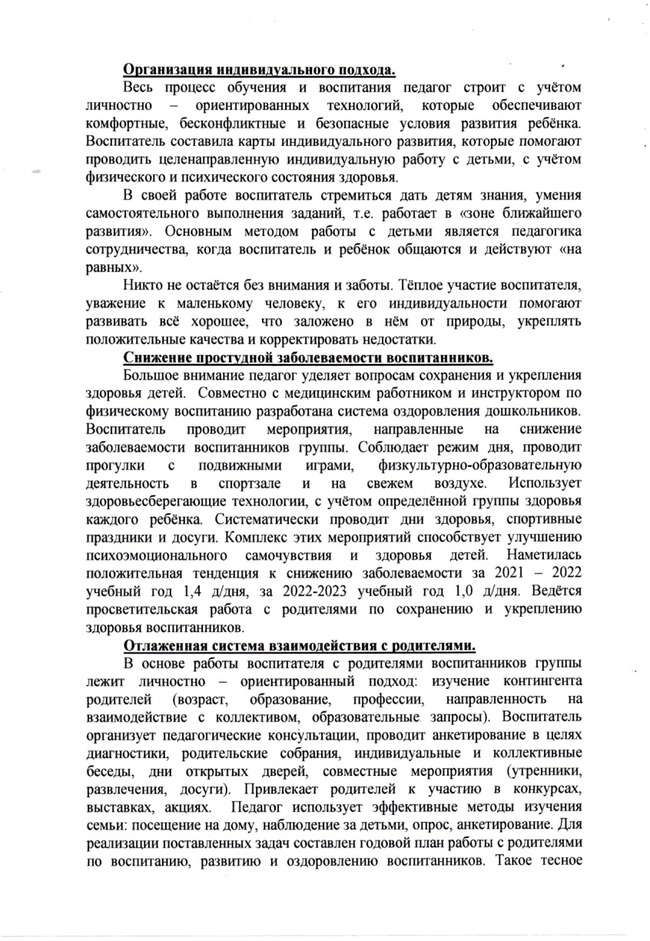 Организация индивидуального подхода.
Весь процесс обучения и воспитания педагог строит с учётом
личностно – ориентированных технологий, которые обеспечивают
комфортные, бесконфликтные и безопасные условия развития ребёнка.
Воспитатель составила карты индивидуального развития, которые помогают
проводить целенаправленную индивидуальную работу с детьми, с учётом
физического и психического состояния здоровья.
В своей работе воспитатель стремиться дать детям знания, умения
самостоятельного выполнения заданий, т.е. работает в «зоне ближайшего
развития». Основным методом работы с детьми является педагогика
сотрудничества, когда воспитатель и ребёнок общаются и действуют «на
равных».
Никто не остаётся без внимания и заботы. Тёплое участие воспитателя,
уважение к маленькому человеку, к его индивидуальности помогают
развивать всё хорошее, что заложено в нём от природы, укреплять
положительные качества и корректировать недостатки.
Снижение простудной заболеваемости воспитанников.
Большое внимание педагог уделяет вопросам сохранения и укрепления
здоровья детей. Совместно с медицинским работником и инструктором по
физическому воспитанию разработана система оздоровления дошкольников.
Воспитатель проводит мероприятия, направленные на снижение
заболеваемости воспитанников группы. Соблюдает режим дня, проводит
прогулки с подвижными играми, физкультурно-образовательную
деятельность в спортзале и на свежем воздухе. Использует
здоровьесберегающие технологии, с учётом определённой группы здоровья
каждого ребёнка. Систематически проводит дни здоровья, спортивные
праздники и досуги. Комплекс этих мероприятий способствует улучшению
психоэмоционального самочувствия и здоровья детей. Наметилась
положительная тенденция к снижению заболеваемости за 2021 – 2022
учебный год 1,4 д/дня, за 2022-2023 учебный год 1,0 д/дня. Ведётся
просветительская работа с родителями по сохранению и укреплению
здоровья воспитанников.
Отлаженная система взаимодействия с родителями.
В основе работы воспитателя с родителями воспитанников группы
лежит личностно – ориентированный подход: изучение контингента
родителей (возраст, образование, профессии, направленность на
взаимодействие с коллективом, образовательные запросы). Воспитатель
организует педагогические консультации, проводит анкетирование в целях
диагностики, родительские собрания, индивидуальные и коллективные
беседы, дни открытых дверей, совместные мероприятия (утренники,
развлечения, досуги). Привлекает родителей к участию в конкурсах,
выставках, акциях. Педагог использует эффективные методы изучения
семьи: посещение на дому, наблюдение за детьми, опрос, анкетирование. Для
реализации поставленных задач составлен годовой план работы с родителями
по воспитанию, развитию и оздоровлению воспитанников. Такое тесное